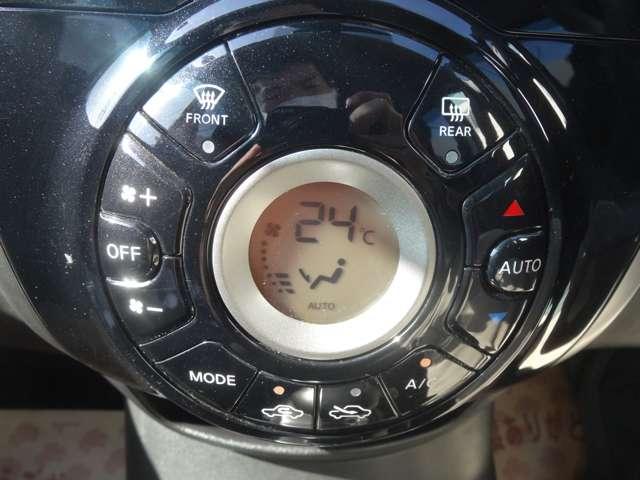 FRONT
REAR
+
24°C
OFF
AUTO
AUTO
−
MODE
A/C